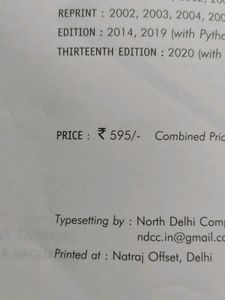 REPRINT : 2002, 2003, 2004, 200
EDITION : 2014, 2019 (with Pytho
THIRTEENTH EDITION : 2020 (with
PRICE : ₹ 595/- Combined Pric
Typesetting by : North Delhi Comp
ndcc.in@gmail.co
Printed at : Natraj Offset, Delhi